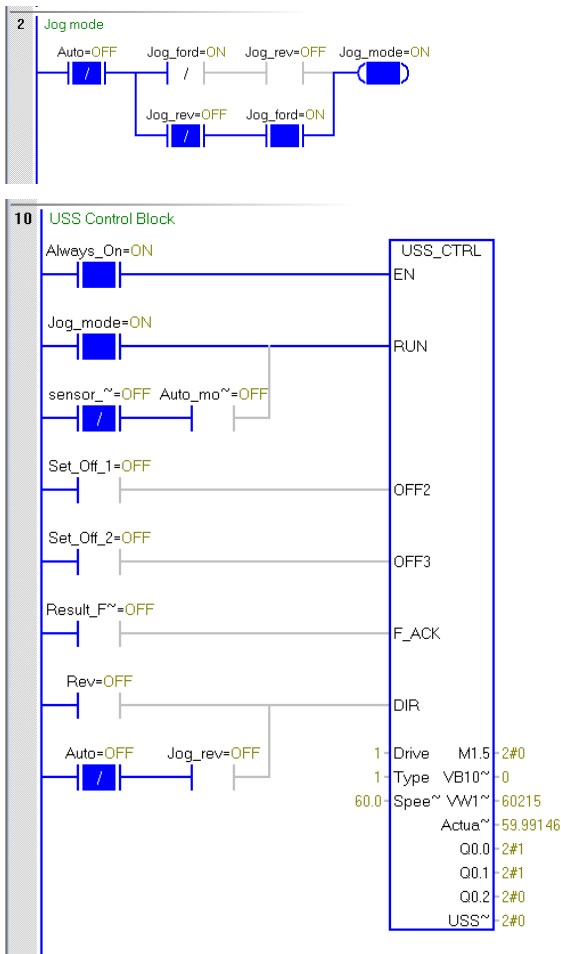 2 Jog mode
Auto=OFF Jog_ford=ON Jog_rev=OFF Jog_mode=ON
/ /
Jog_rev=OFF Jog_ford=ON
/
10 USS Control Block
Always_On=ON USS_CTRL
EN
Jog_mode=ON
RUN
sensor_~=OFF Auto_mo~=OFF
/
Set_Off_1=OFF
OFF2
Set_Off_2=OFF
OFF3
Result_F~=OFF
F_ACK
Rev=OFF
DIR
Auto=OFF Jog_rev=OFF
/
1 Drive M1.5 2#0
1 Type VB10~ 0
60.0 Spee~ VW1~ 60215
Actua~ 59.99146
Q0.0 2#1
Q0.1 2#1
Q0.2 2#0
USS~ 2#0